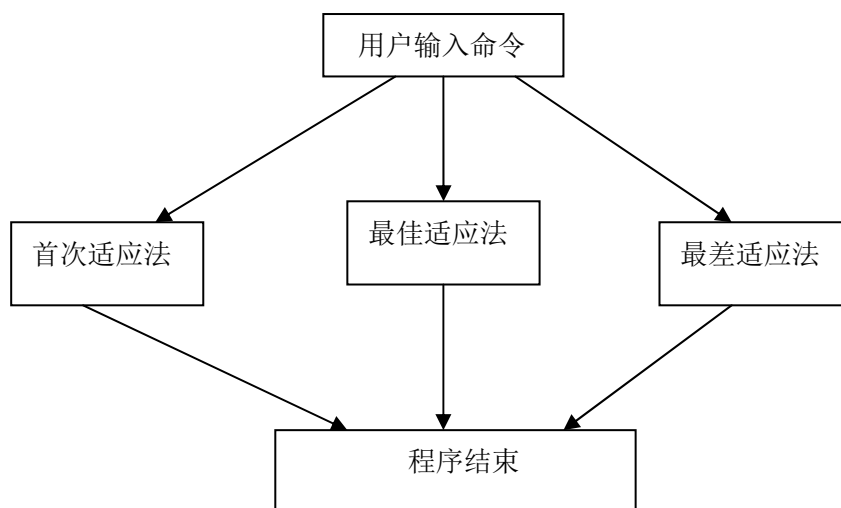 用户输入命令
首次适应法
最佳适应法
最差适应法
程序结束